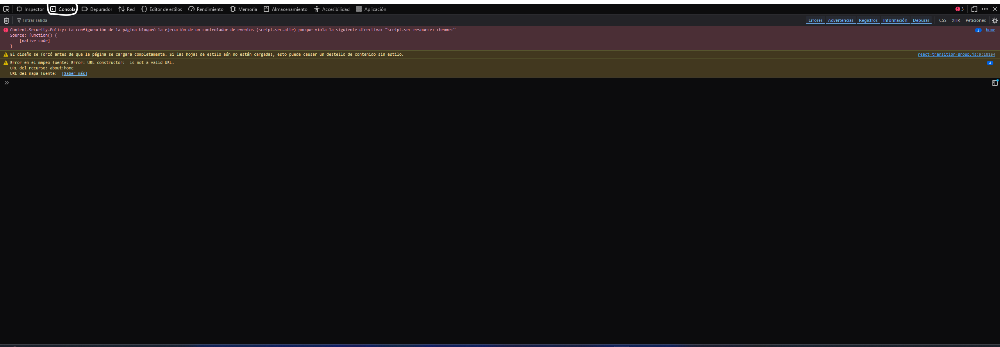 Inspector Consola Depurador Red Editor de estilos Rendimiento Memoria Almacenamiento Accesibilidad Aplicación 3
Filtrar salida Errores Advertencias Registros Información Depurar CSS XHR Peticiones
Content-Security-Policy: La configuración de la página bloqueó la ejecución de un controlador de eventos (script-src-attr) porque viola la siguiente directiva: “script-src resource: chrome:” 3 home
Source: function() {
[native code]
}
El diseño se forzó antes de que la página se cargara completamente. Si las hojas de estilo aún no están cargadas, esto puede causar un destello de contenido sin estilo. react-transition-group.js:9:10154
Error en el mapeo fuente: Error: URL constructor:  is not a valid URL. 4
URL del recurso: about:home
URL del mapa fuente:  [Saber más]